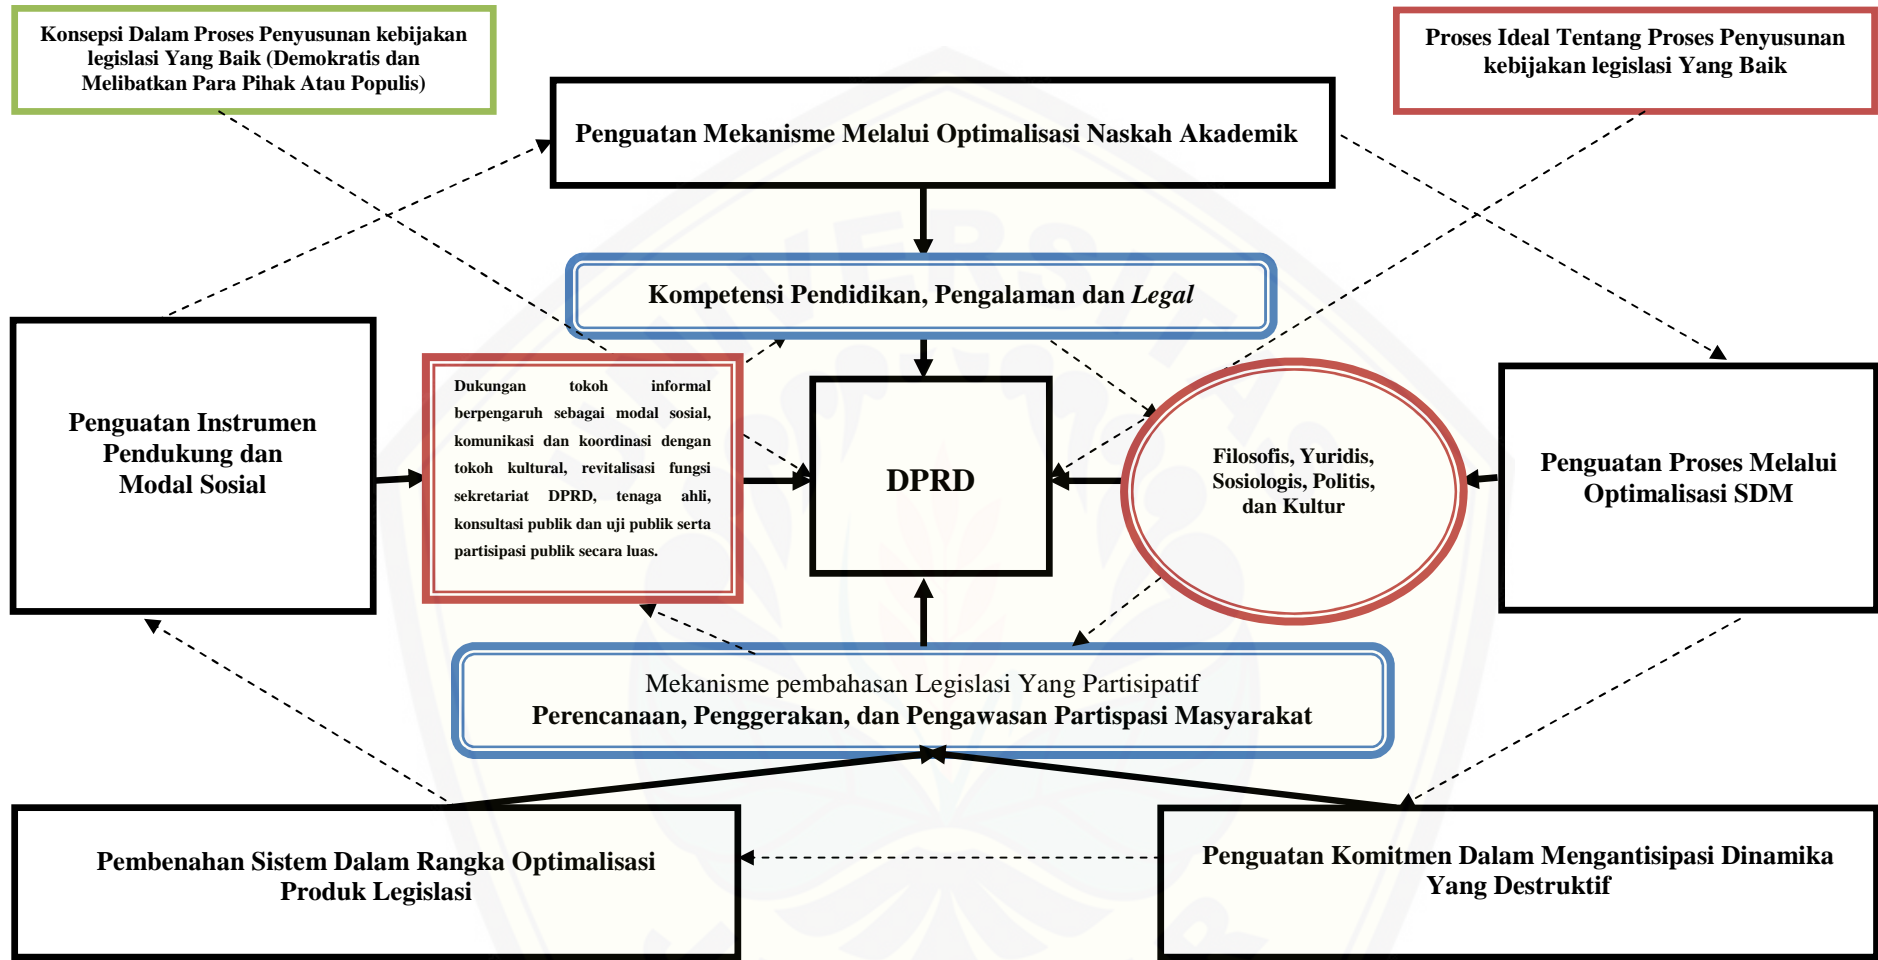 Konsepsi Dalam Proses Penyusunan kebijakan
legislasi Yang Baik (Demokratis dan
Melibatkan Para Pihak Atau Populis)
Proses Ideal Tentang Proses Penyusunan
kebijakan legislasi Yang Baik
Penguatan Mekanisme Melalui Optimalisasi Naskah Akademik
Kompetensi Pendidikan, Pengalaman dan Legal
Penguatan Instrumen
Pendukung dan
Modal Sosial
Dukungan tokoh informal
berpengaruh sebagai modal sosial,
komunikasi dan koordinasi dengan
tokoh kultural, revitalisasi fungsi
sekretariat DPRD, tenaga ahli,
konsultasi publik dan uji publik serta
partisipasi publik secara luas.
DPRD
Filosofis, Yuridis,
Sosiologis, Politis,
dan Kultur
Penguatan Proses Melalui
Optimalisasi SDM
Mekanisme pembahasan Legislasi Yang Partisipatif
Perencanaan, Penggerakan, dan Pengawasan Partispasi Masyarakat
Pembenahan Sistem Dalam Rangka Optimalisasi
Produk Legislasi
Penguatan Komitmen Dalam Mengantisipasi Dinamika
Yang Destruktif
UNIVERSITAS